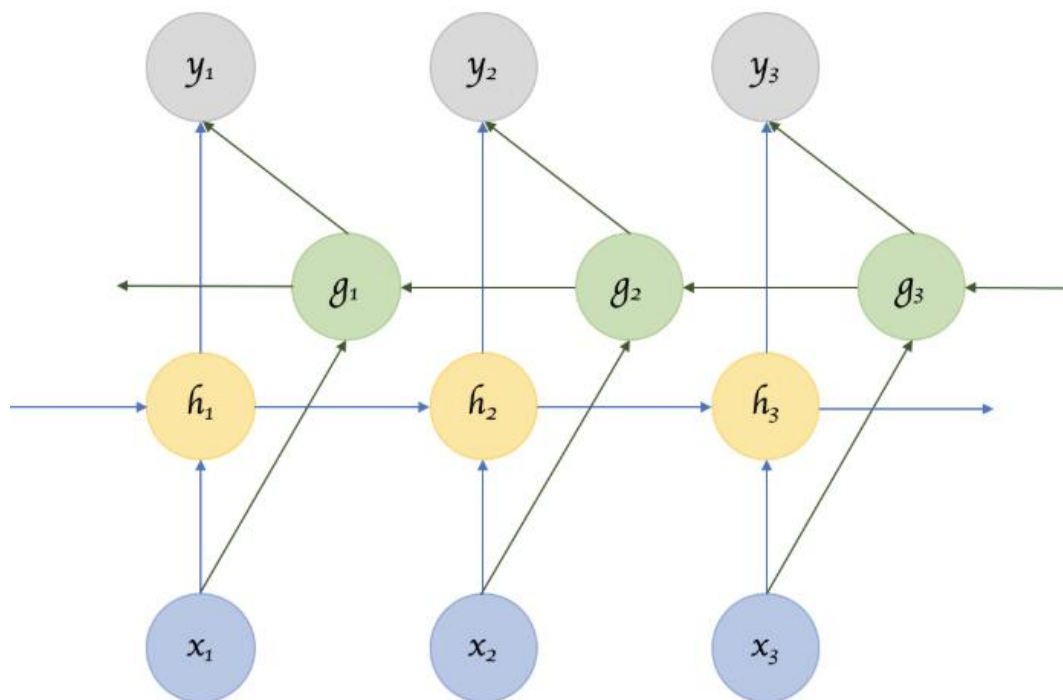 y₁ y₂ y₃
g₁ g₂ g₃
h₁ h₂ h₃
x₁ x₂ x₃